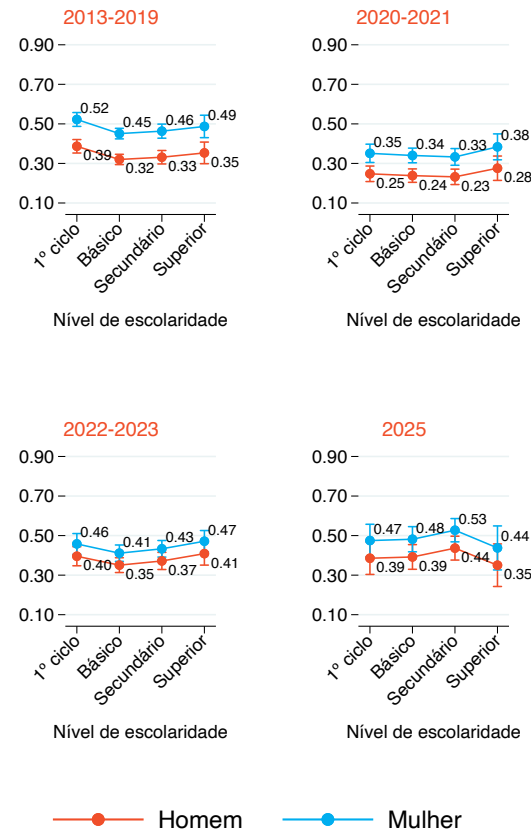 2013-2019
0.90
0.70
0.50
0.30
0.10
0.52
0.45
0.46
0.49
0.39
0.32
0.33
0.35
1º ciclo
Básico
Secundário
Superior
Nível de escolaridade
2020-2021
0.90
0.70
0.50
0.30
0.10
0.35
0.34
0.33
0.38
0.25
0.24
0.23
0.28
1º ciclo
Básico
Secundário
Superior
Nível de escolaridade
2022-2023
0.90
0.70
0.50
0.30
0.10
0.46
0.41
0.43
0.47
0.40
0.35
0.37
0.41
1º ciclo
Básico
Secundário
Superior
Nível de escolaridade
2025
0.90
0.70
0.50
0.30
0.10
0.47
0.48
0.53
0.44
0.39
0.39
0.44
0.35
1º ciclo
Básico
Secundário
Superior
Nível de escolaridade
Homem
Mulher